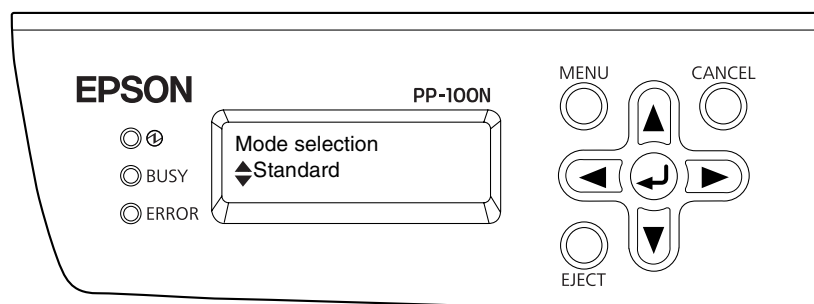 EPSON
PP-100N
Mode selection
Standard
BUSY
ERROR
MENU
CANCEL
EJECT